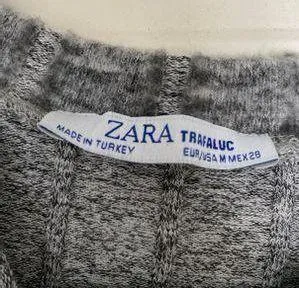 ZARA TRAFALUC
MADE IN TURKEY EUR/USA M MEX 28